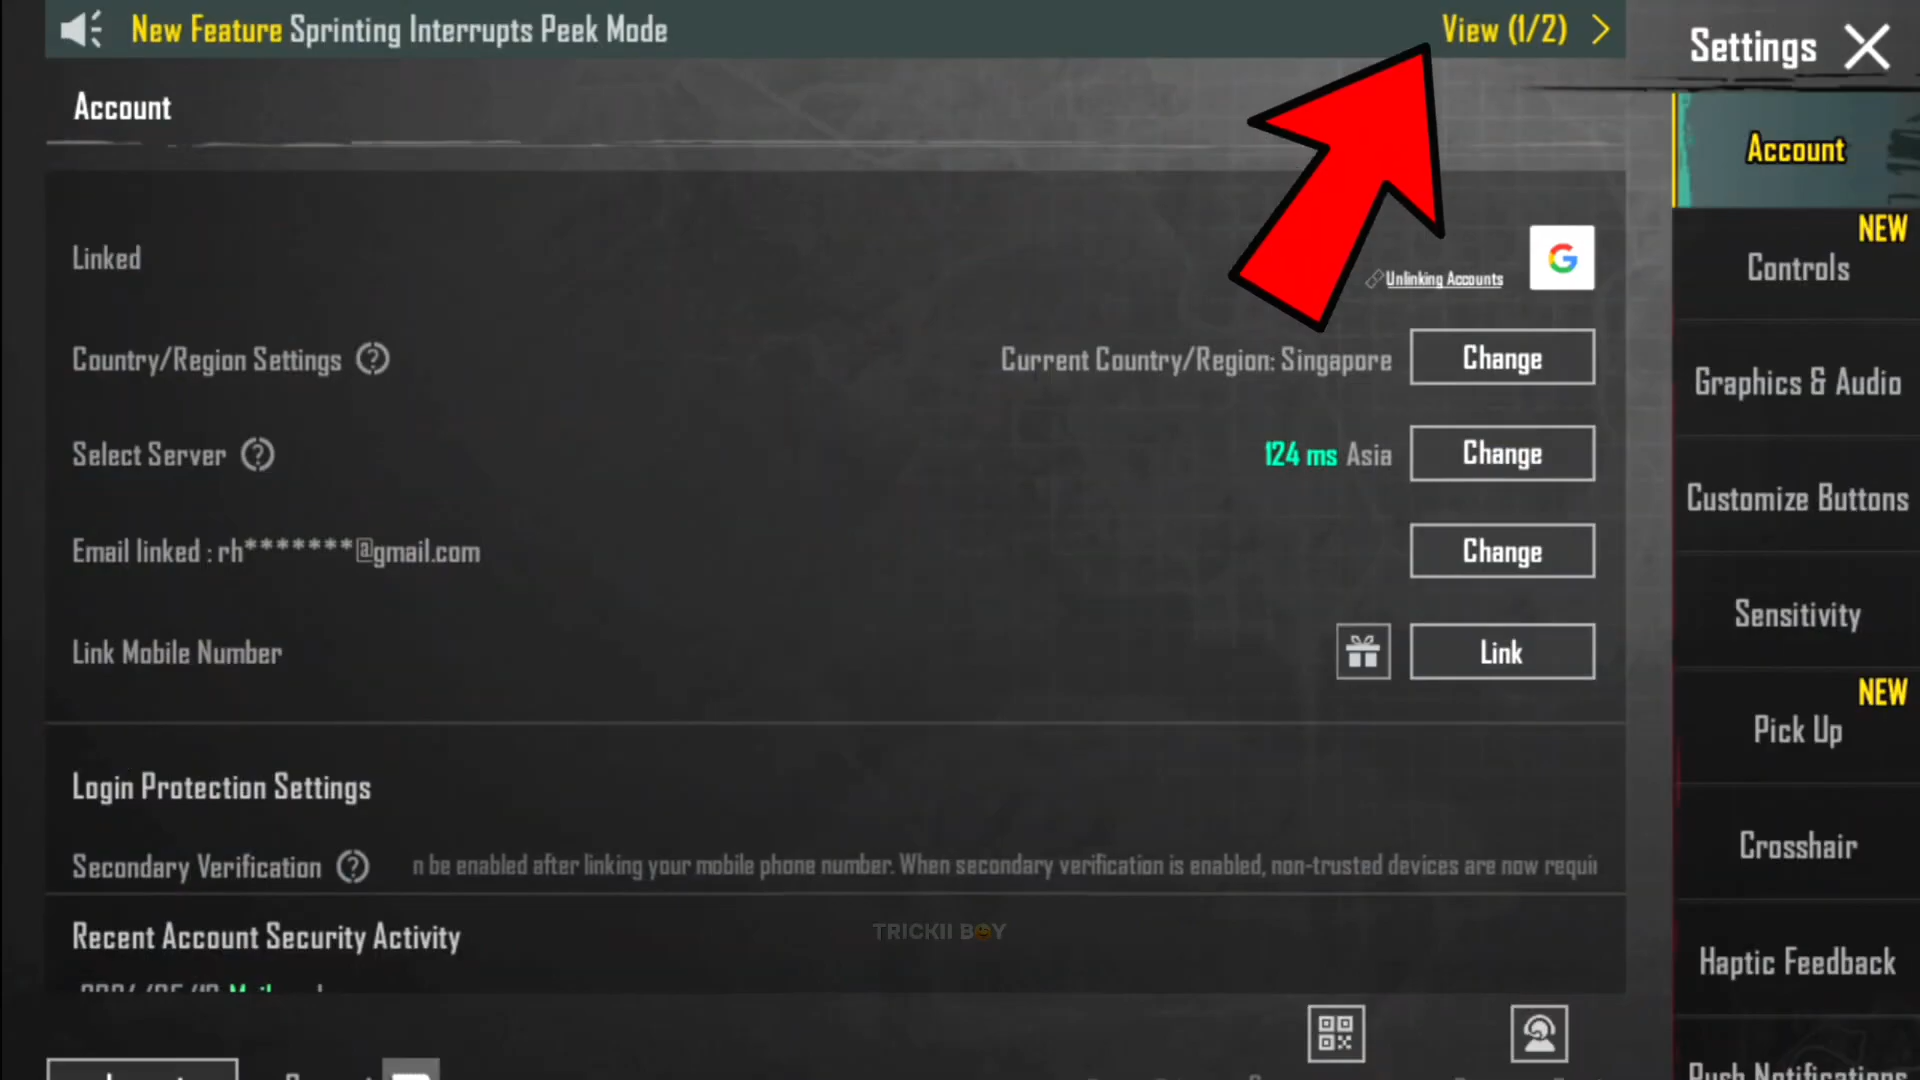 New Feature Sprinting Interrupts Peek Mode
View (1/2)
Settings
Account
Account
NEW
Linked
Unlinking Accounts
Controls
Country/Region Settings
Current Country/Region: Singapore
Change
Graphics & Audio
Select Server
124 ms Asia
Change
Customize Buttons
Email linked : rh*******@gmail.com
Change
Sensitivity
Link Mobile Number
Link
NEW
Pick Up
Login Protection Settings
Secondary Verification
n be enabled after linking your mobile phone number. When secondary verification is enabled, non-trusted devices are now requi
Crosshair
Recent Account Security Activity
TRICKII BOY
Haptic Feedback
Push Notifications